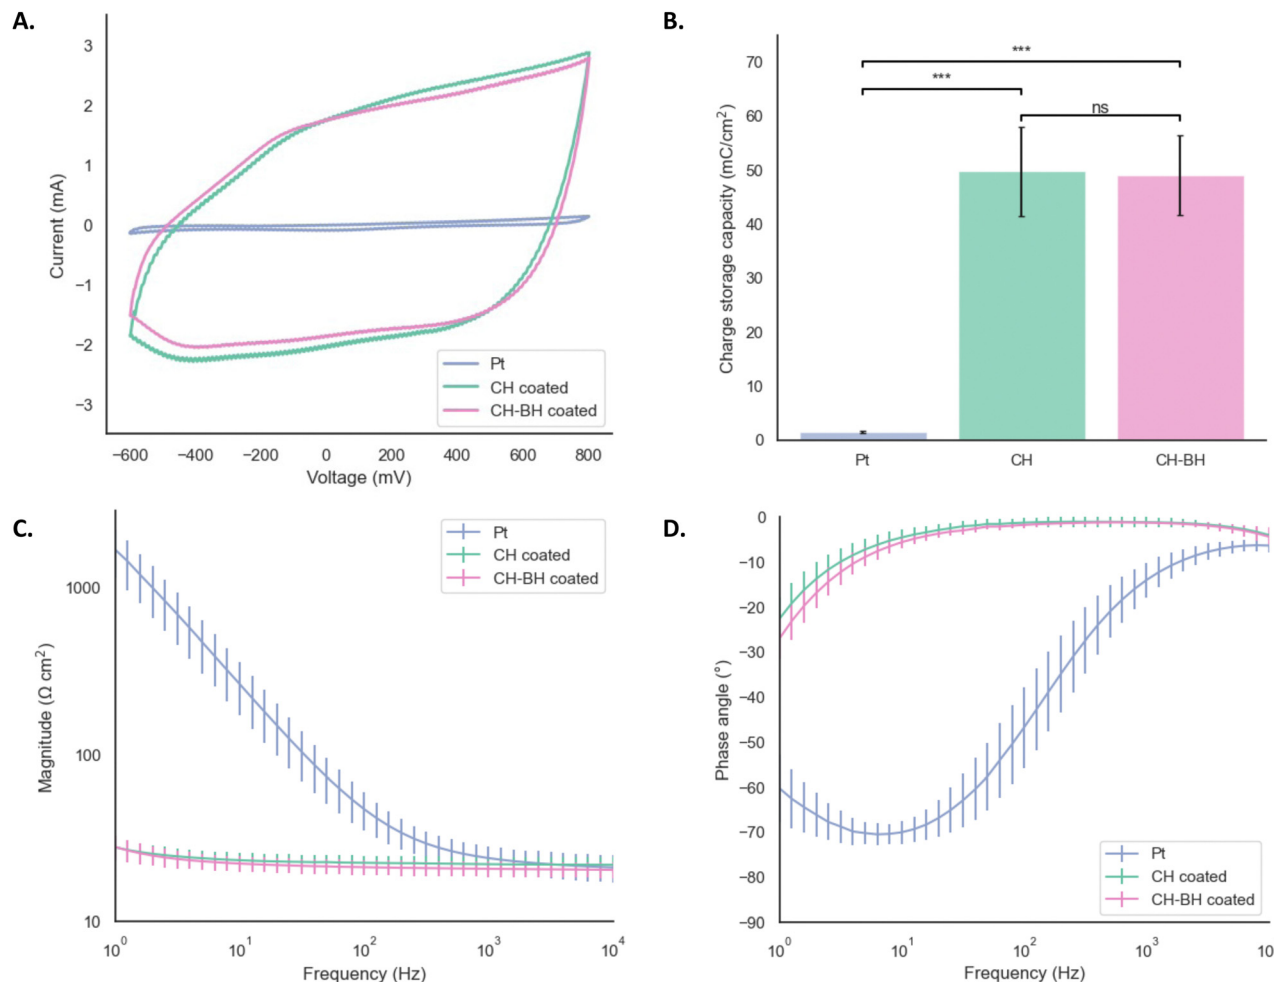 A.
3
2
1
0
−1
−2
−3
Current (mA)
−600 −400 −200 0 200 400 600 800
Voltage (mV)
Pt
CH coated
CH-BH coated
B.
70
60
50
40
30
20
10
0
Charge storage capacity (mC/cm²)
***
***
ns
Pt CH CH-BH
C.
1000
100
10
Magnitude (Ω cm²)
10⁰ 10¹ 10² 10³ 10⁴
Frequency (Hz)
Pt
CH coated
CH-BH coated
D.
0
−10
−20
−30
−40
−50
−60
−70
−80
−90
Phase angle (°)
10⁰ 10¹ 10² 10³ 10
Frequency (Hz)
Pt
CH coated
CH-BH coated